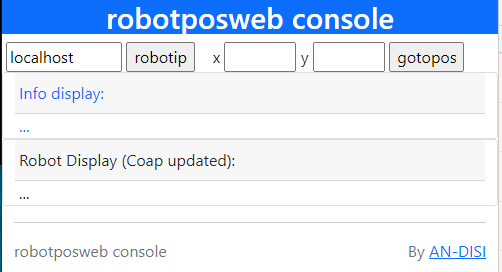 robotposweb console
localhost robotip x y gotopos
Info display:
...
Robot Display (Coap updated):
...
robotposweb console By AN-DISI